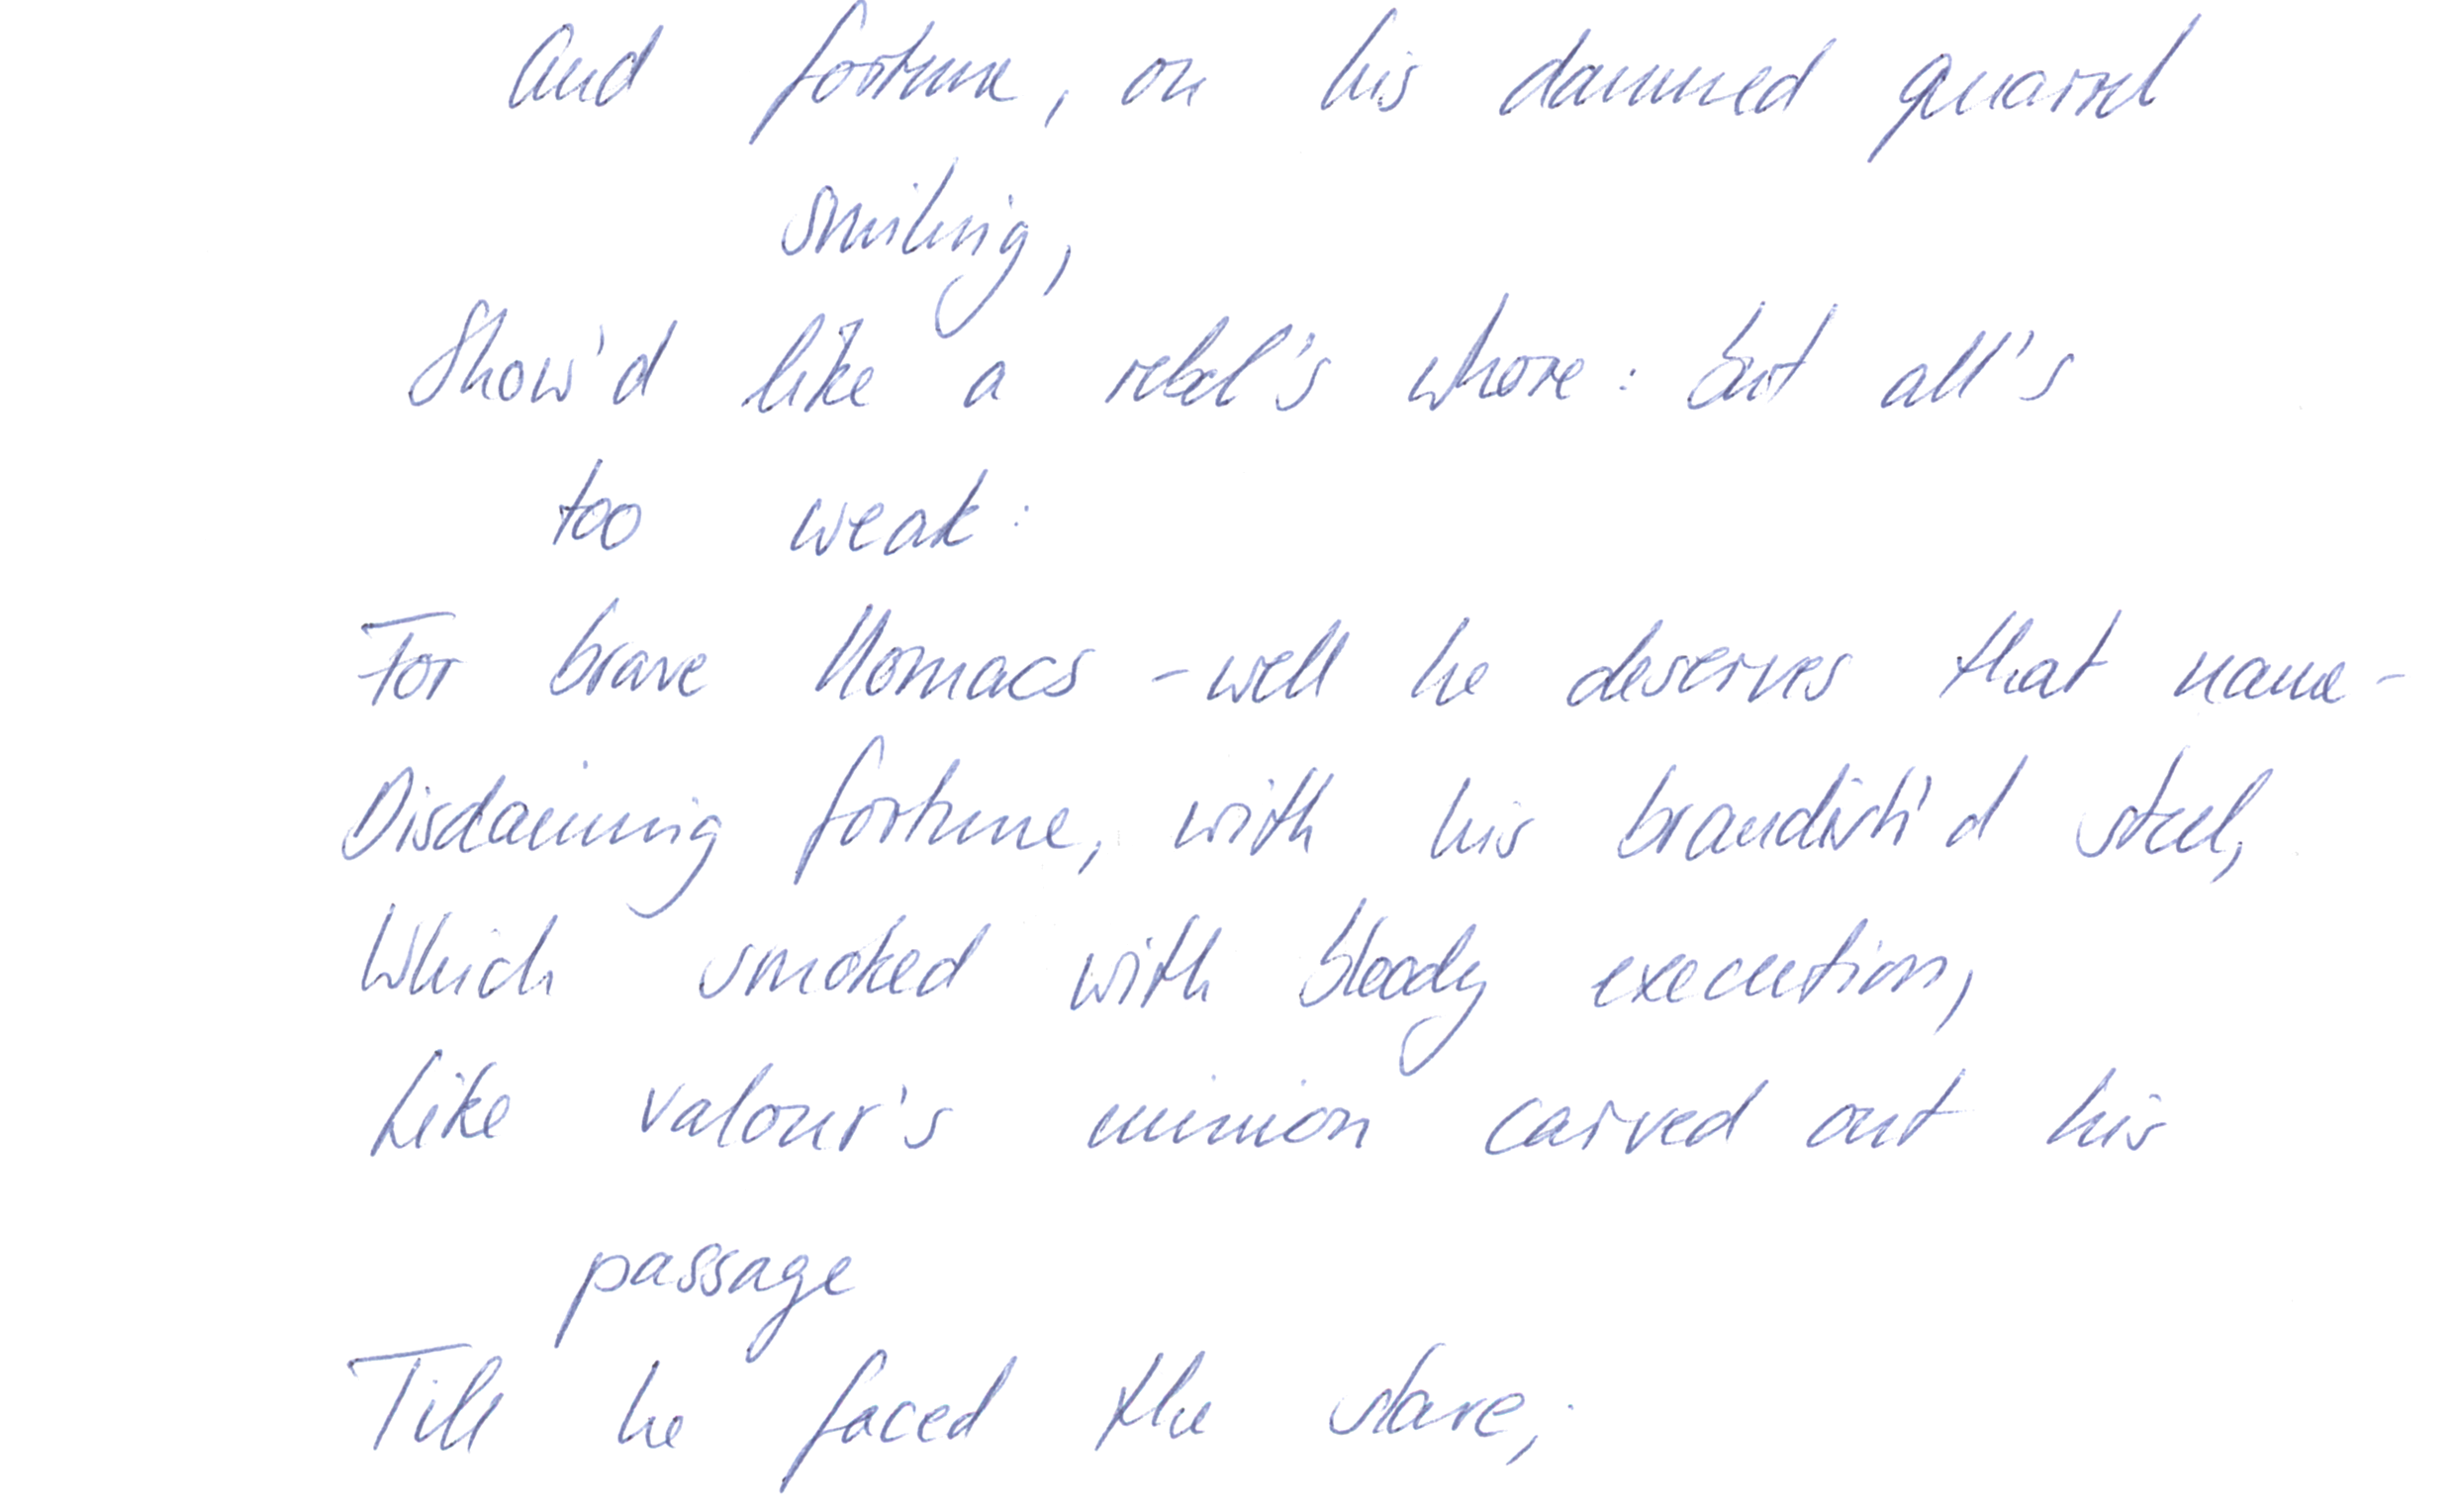 And fortune, on his damned quarrel
smiling,
Show'd like a rebel's whore: but all's
too weak:
For brave Macbeth - well he deserves that name -
Disdaining fortune, with his brandish'd steel,
Which smoked with bloody execution,
Like valour's minion carved out his
passage
Till he faced the slave;